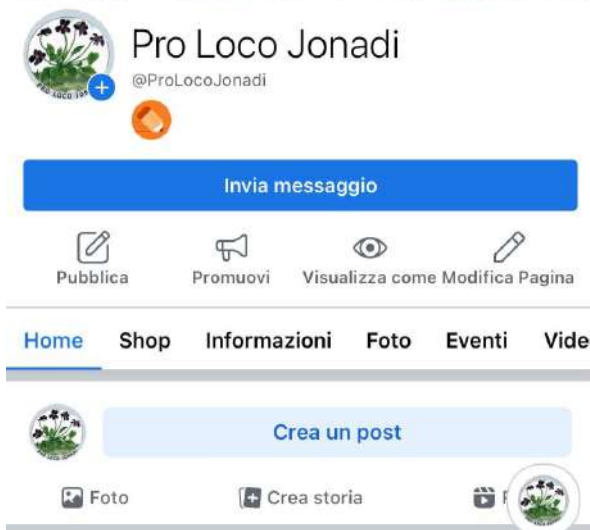 Pro Loco Jonadi
@ProLocoJonadi
Invia messaggio
Pubblica Promuovi Visualizza come Modifica Pagina
Home Shop Informazioni Foto Eventi Vide
Crea un post
Foto Crea storia